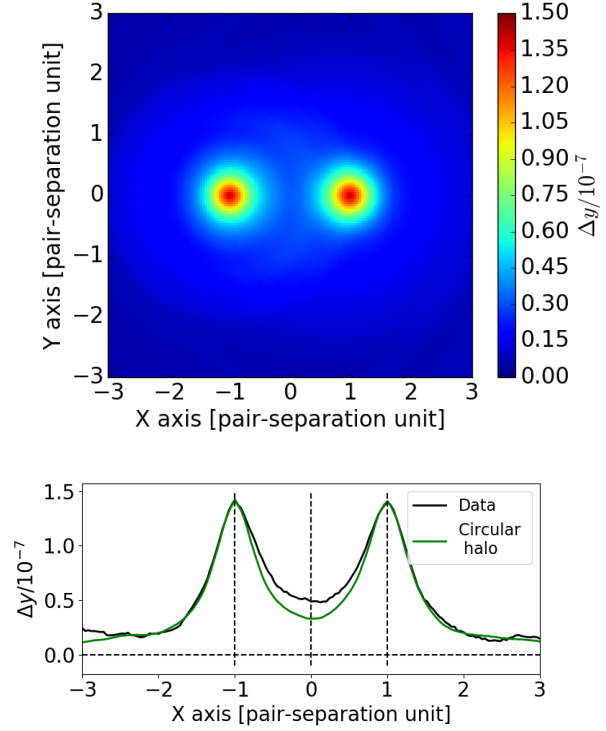 3
2
1
0
−1
−2
−3
Y axis [pair-separation unit]
−3 −2 −1 0 1 2 3
X axis [pair-separation unit]
1.50
1.35
1.20
1.05
0.90
0.75
0.60
0.45
0.30
0.15
0.00
Δy/10⁻⁷
1.5
1.0
0.5
0.0
Δy/10⁻⁷
Data
Circular
halo
−3 −2 −1 0 1 2 3
X axis [pair-separation unit]